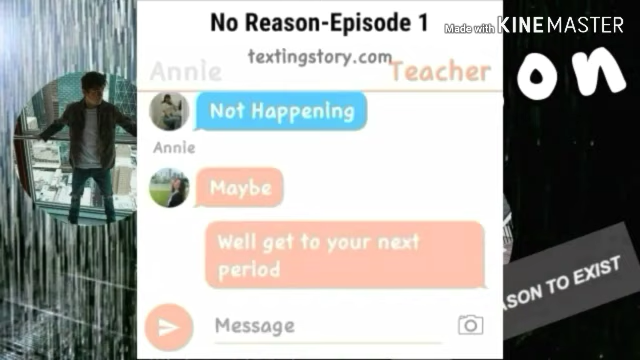 No Reason-Episode 1
Made with KINEMASTER
textingstory.com
Annie
Teacher
on
Not Happening
Annie
Maybe
Well get to your next
period
SON TO EXIST
Message